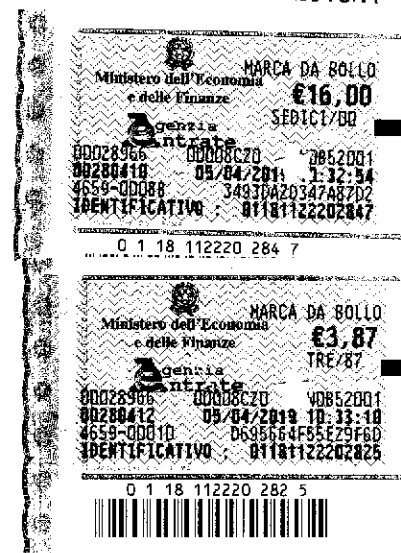 MARCA DA BOLLO
Ministero dell'Economia
e delle Finanze
€16,00
SEDICI/00
Agenzia
Entrate
00028966 00008C20
00280410 05/04/201
4659-00088
IDENTIFICATIVO : 01181122202847
0 1 18 112220 284 7
MARCA DA BOLLO
Ministero dell'Economia
e delle Finanze
€3,87
TRE/87
Agenzia
Entrate
00028966 00008C20
00280412 05/04/2019 10:33:10
4659-00010
IDENTIFICATIVO : 01181122202825
0 1 18 112220 282 5